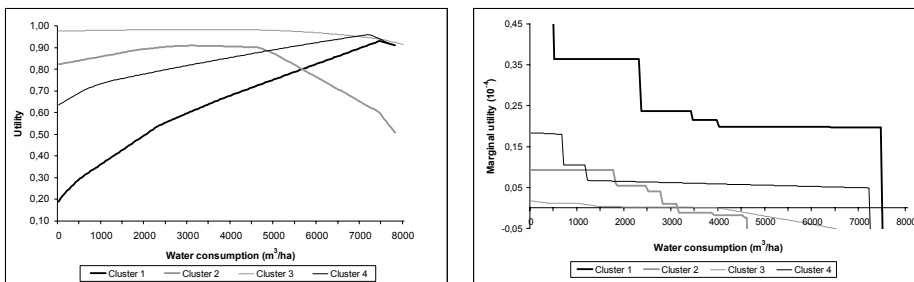 1,00
0,90
0,80
0,70
0,60
0,50
0,40
0,30
0,20
0,10
Utility
0 1000 2000 3000 4000 5000 6000 7000 8000
Water consumption (m³/ha)
Cluster 1 Cluster 2 Cluster 3 Cluster 4
0,45
0,35
0,25
0,15
0,05
-0,05
Marginal utility (10⁻⁴)
0 1000 2000 3000 4000 5000 6000 7000 8000
Water consumption (m³/ha)
Cluster 1 Cluster 2 Cluster 3 Cluster 4